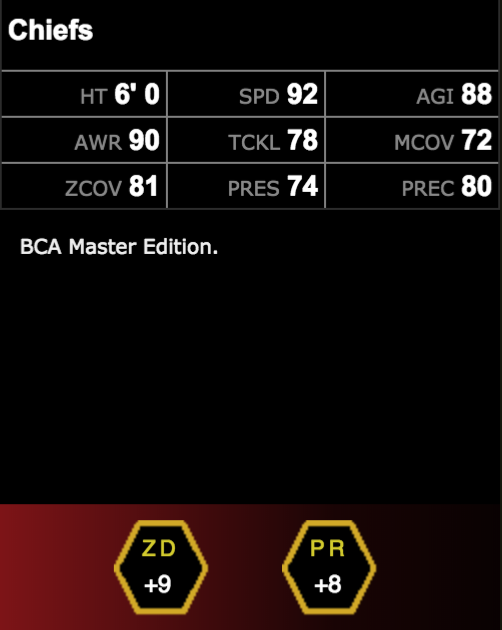 Chiefs
HT 6' 0 SPD 92 AGI 88
AWR 90 TCKL 78 MCOV 72
ZCOV 81 PRES 74 PREC 80
BCA Master Edition.
ZD PR
+9 +8